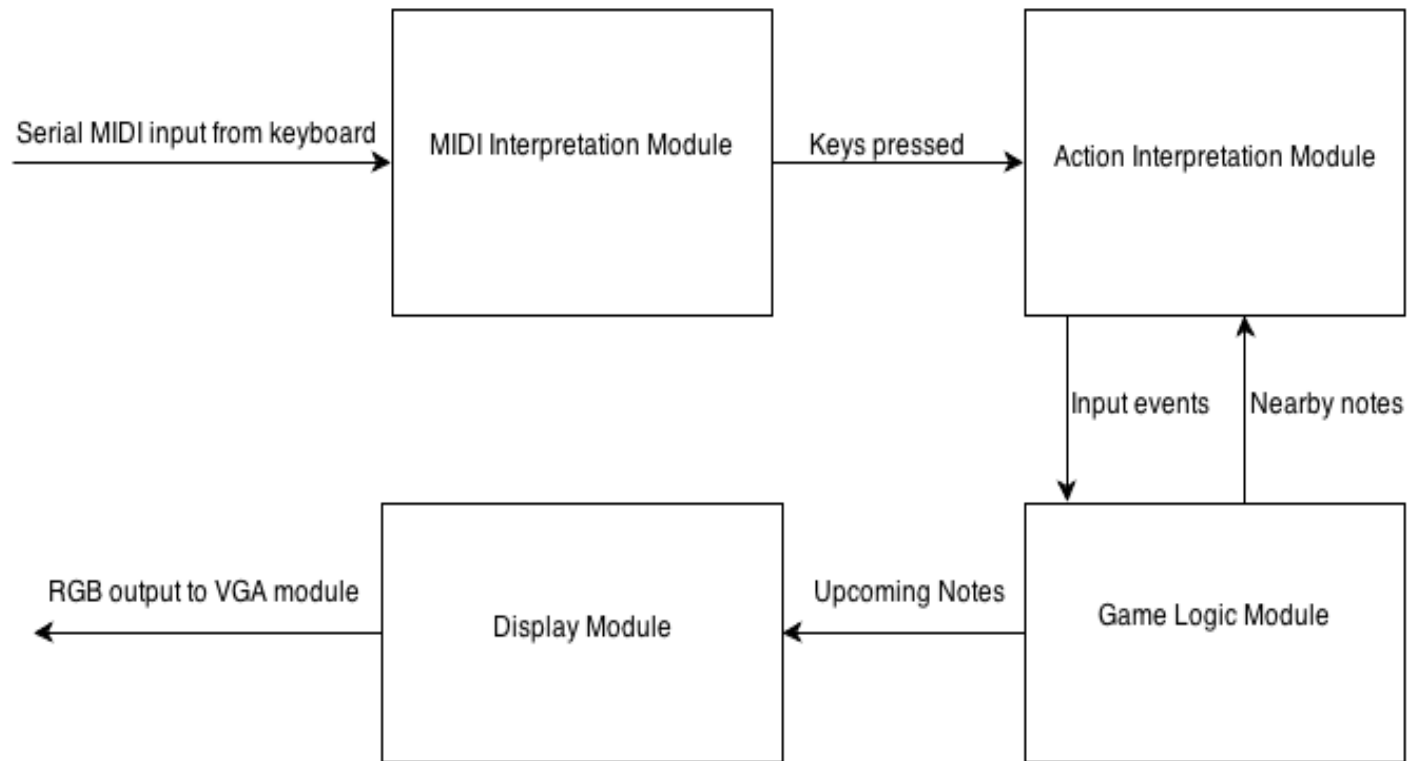 Serial MIDI input from keyboard
MIDI Interpretation Module
Keys pressed
Action Interpretation Module
Input events
Nearby notes
RGB output to VGA module
Display Module
Upcoming Notes
Game Logic Module